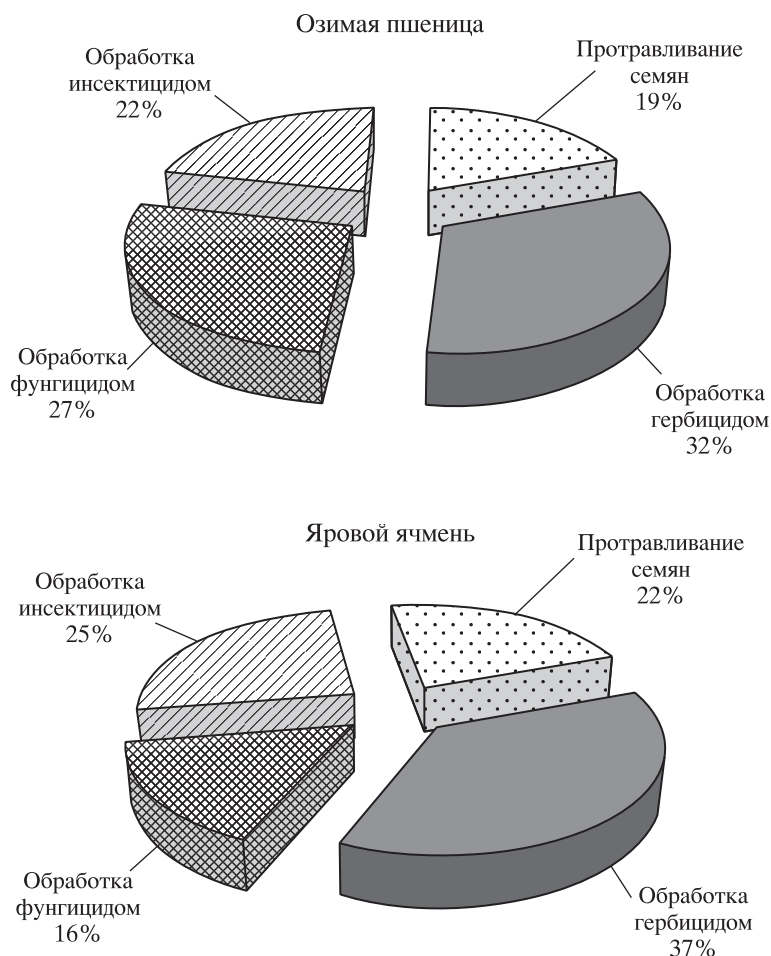 Озимая пшеница
Обработка
инсектицидом
22%
Протравливание
семян
19%
Обработка
фунгицидом
27%
Обработка
гербицидом
32%
Яровой ячмень
Обработка
инсектицидом
25%
Протравливание
семян
22%
Обработка
фунгицидом
16%
Обработка
гербицидом
37%